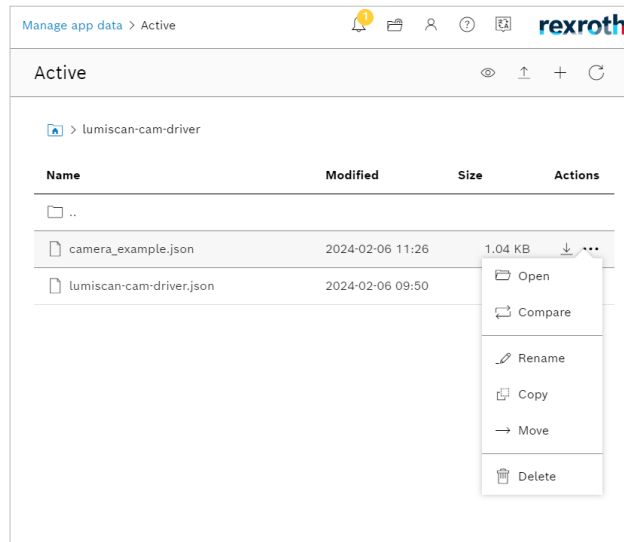 Manage app data > Active
1
rexroth
Active
> lumiscan-cam-driver
Name Modified Size Actions
..
camera_example.json 2024-02-06 11:26 1.04 KB
lumiscan-cam-driver.json 2024-02-06 09:50
Open
Compare
Rename
Copy
Move
Delete